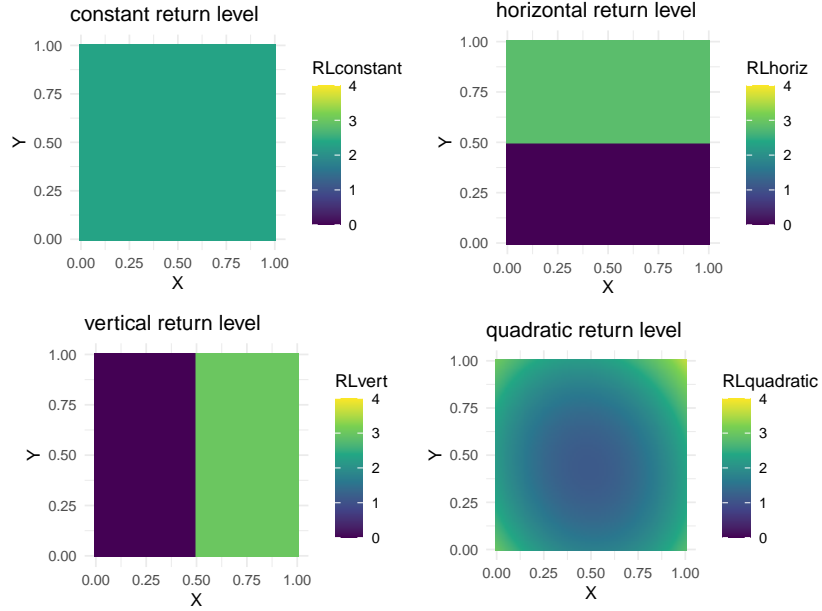 constant return level
1.00
0.75
0.50
0.25
0.00
Y
0.00 0.25 0.50 0.75 1.00
X
RLconstant
4
3
2
1
0
horizontal return level
1.00
0.75
0.50
0.25
0.00
Y
0.00 0.25 0.50 0.75 1.00
X
RLhoriz
4
3
2
1
0
vertical return level
1.00
0.75
0.50
0.25
0.00
Y
0.00 0.25 0.50 0.75 1.00
X
RLvert
4
3
2
1
0
quadratic return level
1.00
0.75
0.50
0.25
0.00
Y
0.00 0.25 0.50 0.75 1.00
X
RLquadratic
4
3
2
1
0